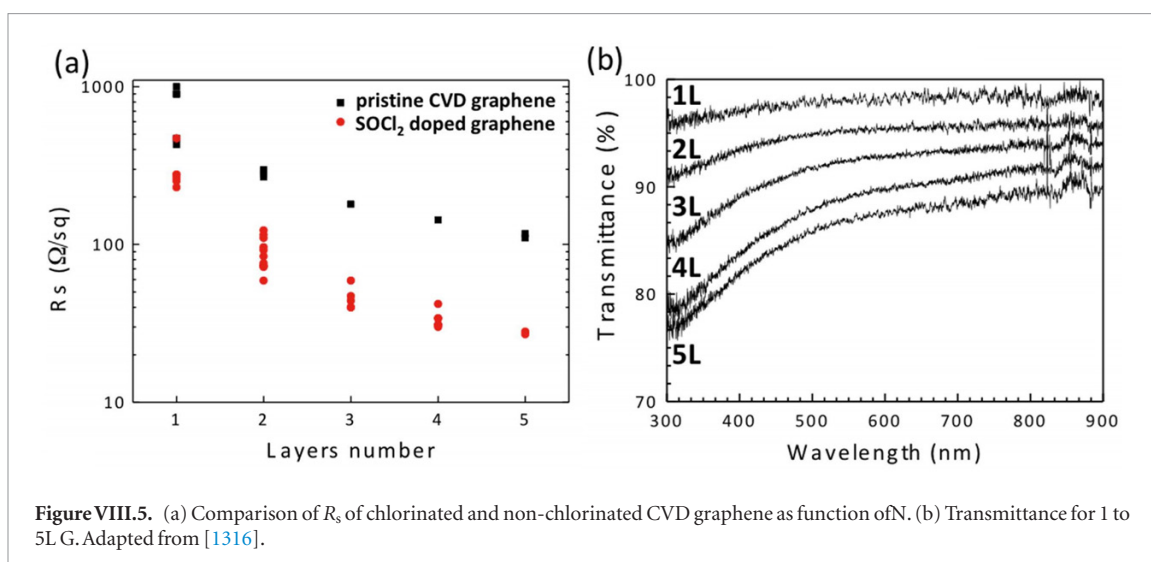 (a)
1000
100
10
Rs (Ω/sq)
pristine CVD graphene
SOCl₂ doped graphene
1 2 3 4 5
Layers number
(b)
100
90
80
70
Transmittance (%)
1L
2L
3L
4L
5L
300 400 500 600 700 800 900
Wavelength (nm)
Figure VIII.5. (a) Comparison of Rs of chlorinated and non-chlorinated CVD graphene as function ofN. (b) Transmittance for 1 to
5L G. Adapted from [1316].